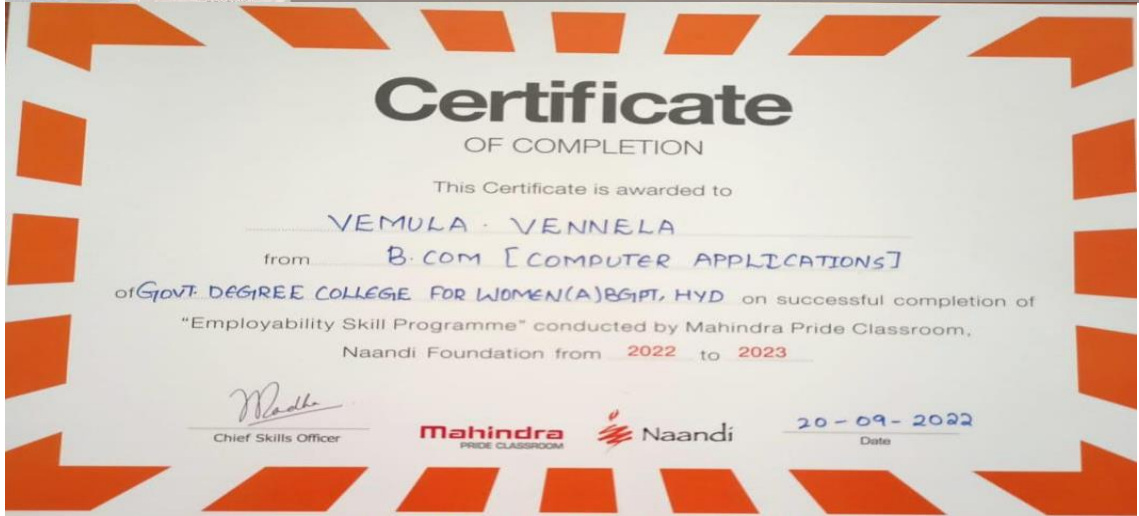 Certificate
OF COMPLETION
This Certificate is awarded to
VEMULA . VENNELA
from B.COM [COMPUTER APPLICATIONS]
of GOVT. DEGREE COLLEGE FOR WOMEN(A)BGPT, HYD on successful completion of
"Employability Skill Programme" conducted by Mahindra Pride Classroom,
Naandi Foundation from 2022 to 2023
Madhu
Chief Skills Officer
Mahindra
PRIDE CLASSROOM
Naandi
20-09-2022
Date